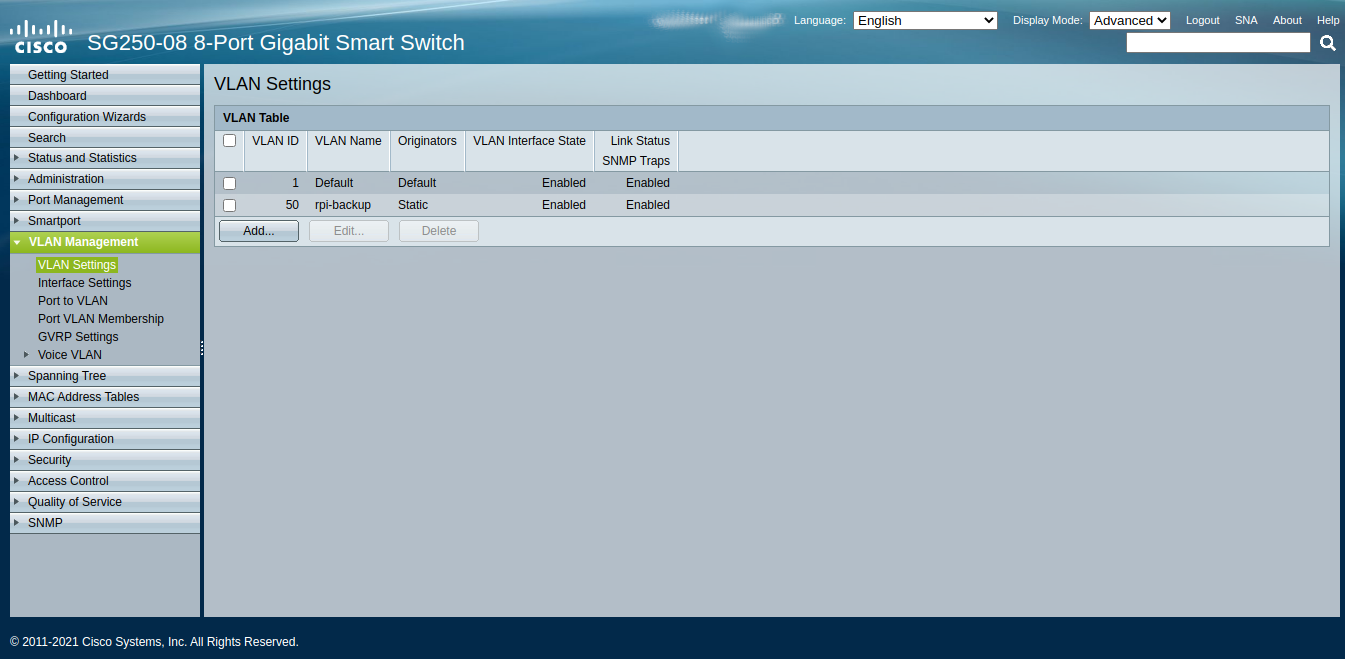 Language: English Display Mode: Advanced Logout SNA About Help
CISCO SG250-08 8-Port Gigabit Smart Switch
Getting Started
Dashboard
Configuration Wizards
Search
Status and Statistics
Administration
Port Management
Smartport
VLAN Management
VLAN Settings
Interface Settings
Port to VLAN
Port VLAN Membership
GVRP Settings
Voice VLAN
Spanning Tree
MAC Address Tables
Multicast
IP Configuration
Security
Access Control
Quality of Service
SNMP
VLAN Settings
VLAN Table
VLAN ID VLAN Name Originators VLAN Interface State Link Status
SNMP Traps
1 Default Default Enabled Enabled
50 rpi-backup Static Enabled Enabled
Add... Edit... Delete
© 2011-2021 Cisco Systems, Inc. All Rights Reserved.